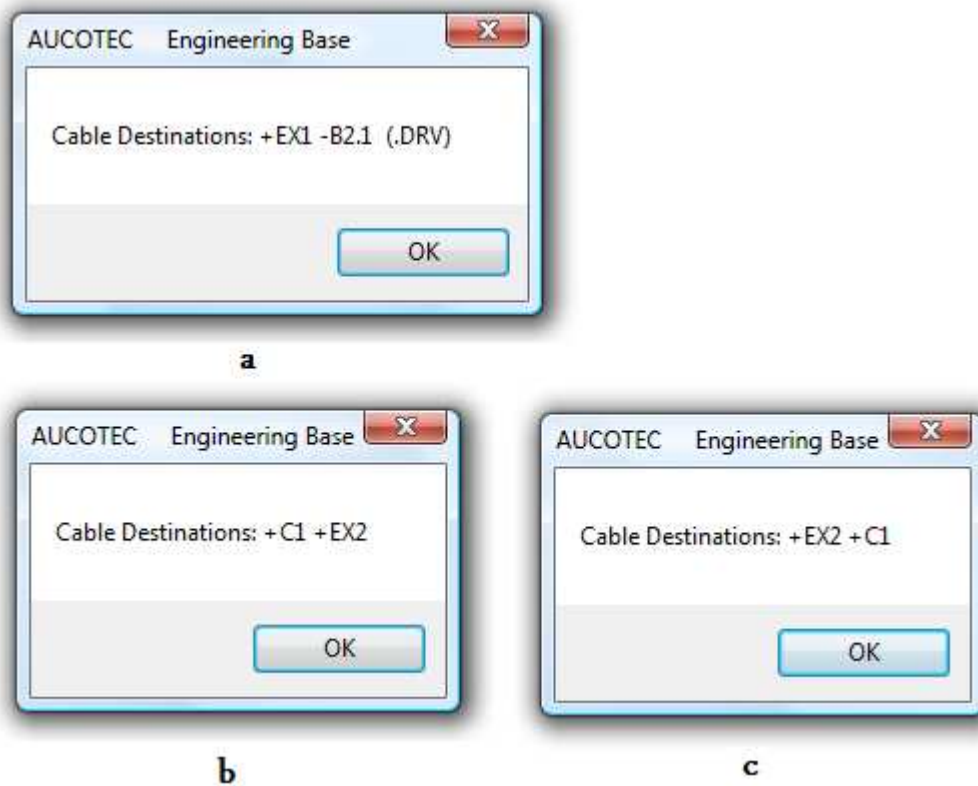 AUCOTEC Engineering Base
Cable Destinations: +EX1 -B2.1 (.DRV)
OK
a
AUCOTEC Engineering Base
Cable Destinations: +C1 +EX2
OK
b
AUCOTEC Engineering Base
Cable Destinations: +EX2 +C1
OK
c